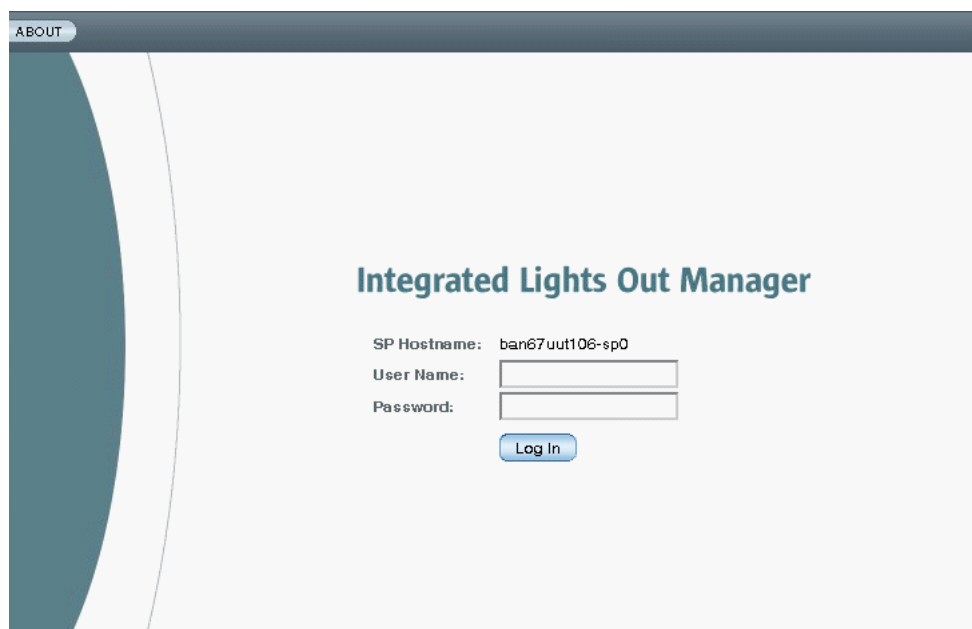 ABOUT
Integrated Lights Out Manager
SP Hostname: ban67uut106-sp0
User Name:
Password:
Log In